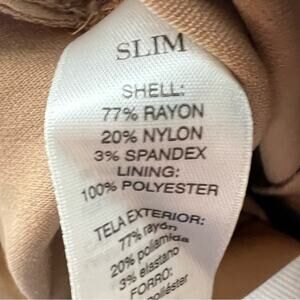 SLIM
SHELL:
77% RAYON
20% NYLON
3% SPANDEX
LINING:
100% POLYESTER
TELA EXTERIOR:
77% rayón
20% poliamida
3% elastano
FORRO:
poliéster